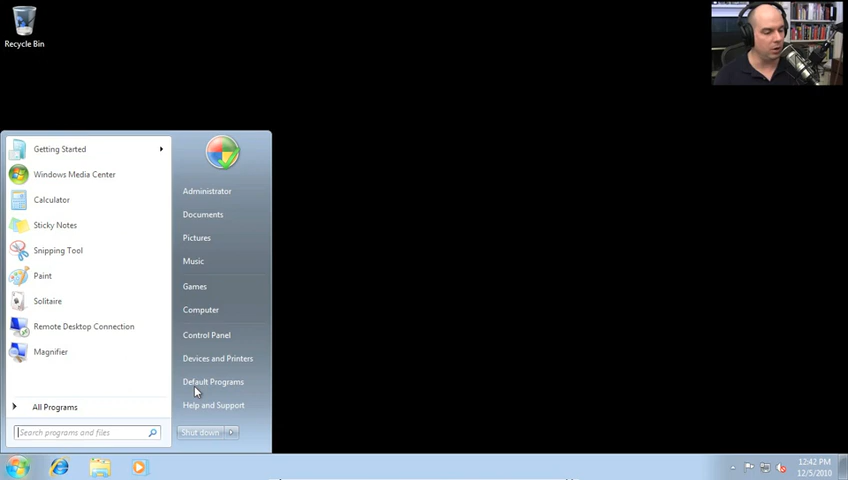 Recycle Bin
Getting Started
Windows Media Center
Calculator
Sticky Notes
Snipping Tool
Paint
Solitaire
Remote Desktop Connection
Magnifier
All Programs
Search programs and files
Administrator
Documents
Pictures
Music
Games
Computer
Control Panel
Devices and Printers
Default Programs
Help and Support
Shut down
12:42 PM
12/5/2010